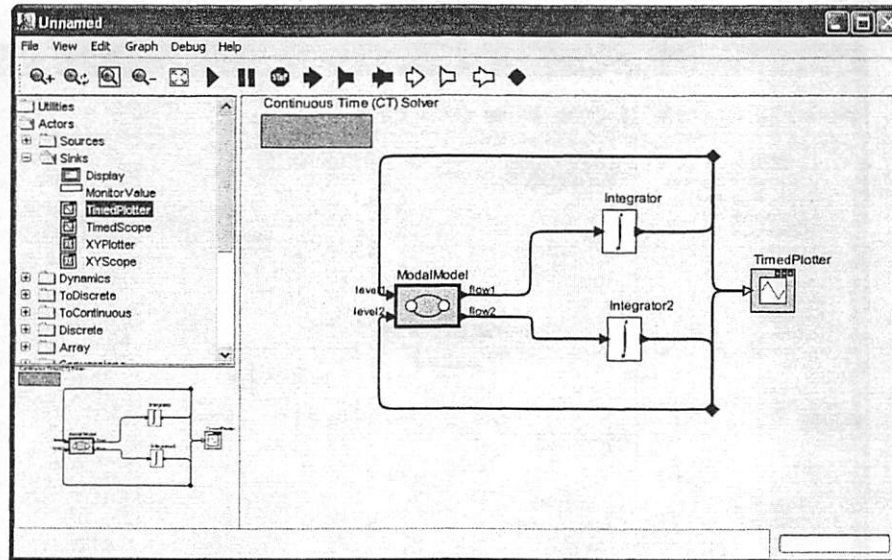 Unnamed
File View Edit Graph Debug Help
STOP
Utilities
Actors
Sources
Sinks
Display
MonitorValue
TimedPlotter
TimedScope
XYPlotter
XYScope
Dynamics
ToDiscrete
ToContinuous
Discrete
Array
Continuous Time (CT) Solver
Integrator
TimedPlotter
ModalModel
level1 flow1
level2 flow2
Integrator2